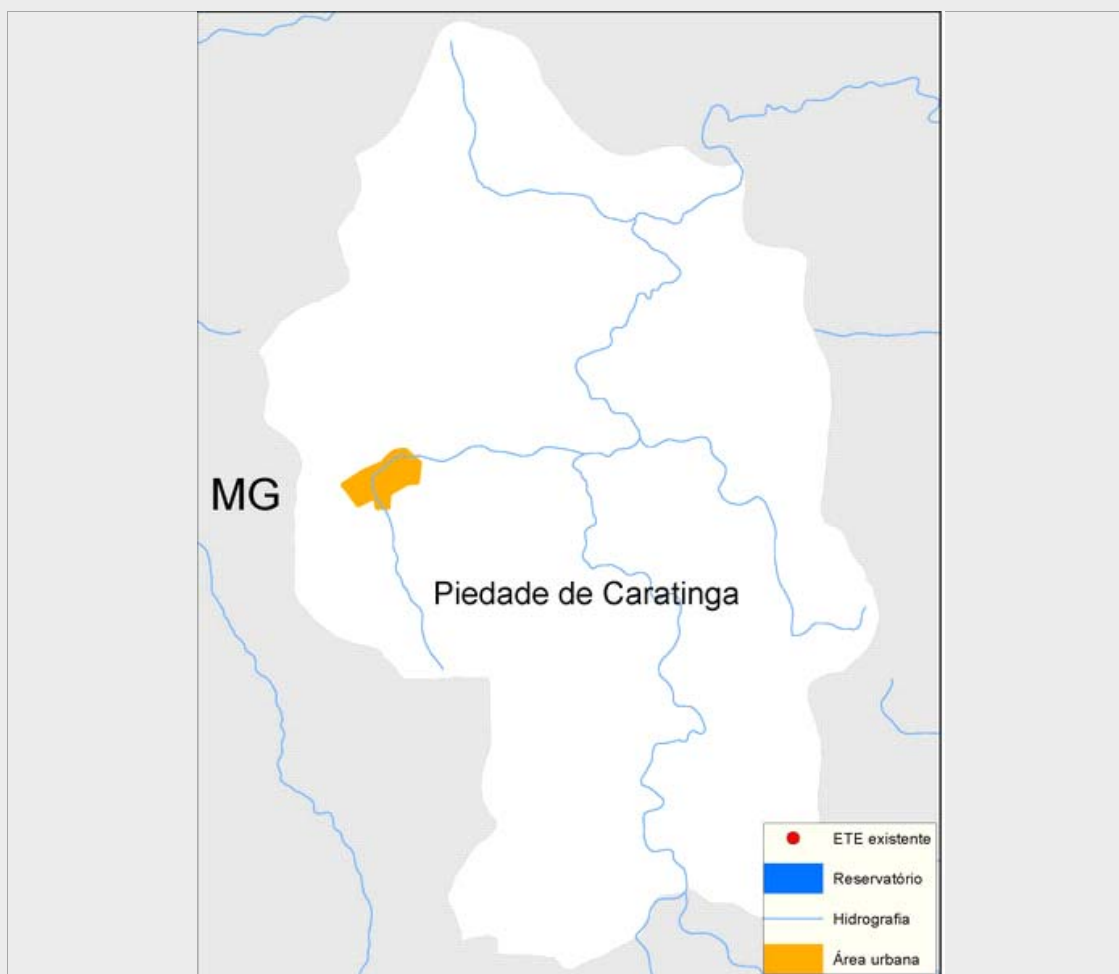 MG
Piedade de Caratinga
ETE existente
Reservatório
Hidrografia
Área urbana